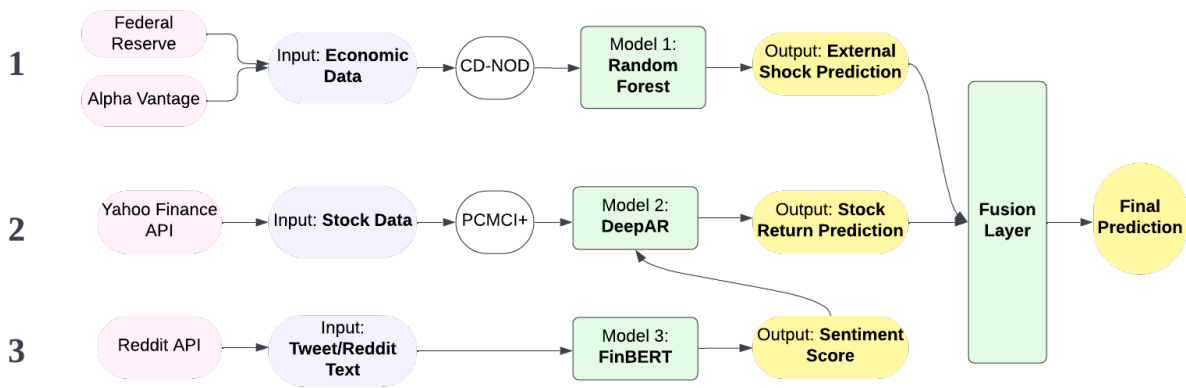 1
Federal
Reserve
Alpha Vantage
Input: Economic
Data
CD-NOD
Model 1:
Random
Forest
Output: External
Shock Prediction
2
Yahoo Finance
API
Input: Stock Data
PCMCI+
Model 2:
DeepAR
Output: Stock
Return Prediction
Fusion
Layer
Final
Prediction
3
Reddit API
Input:
Tweet/Reddit
Text
Model 3:
FinBERT
Output: Sentiment
Score